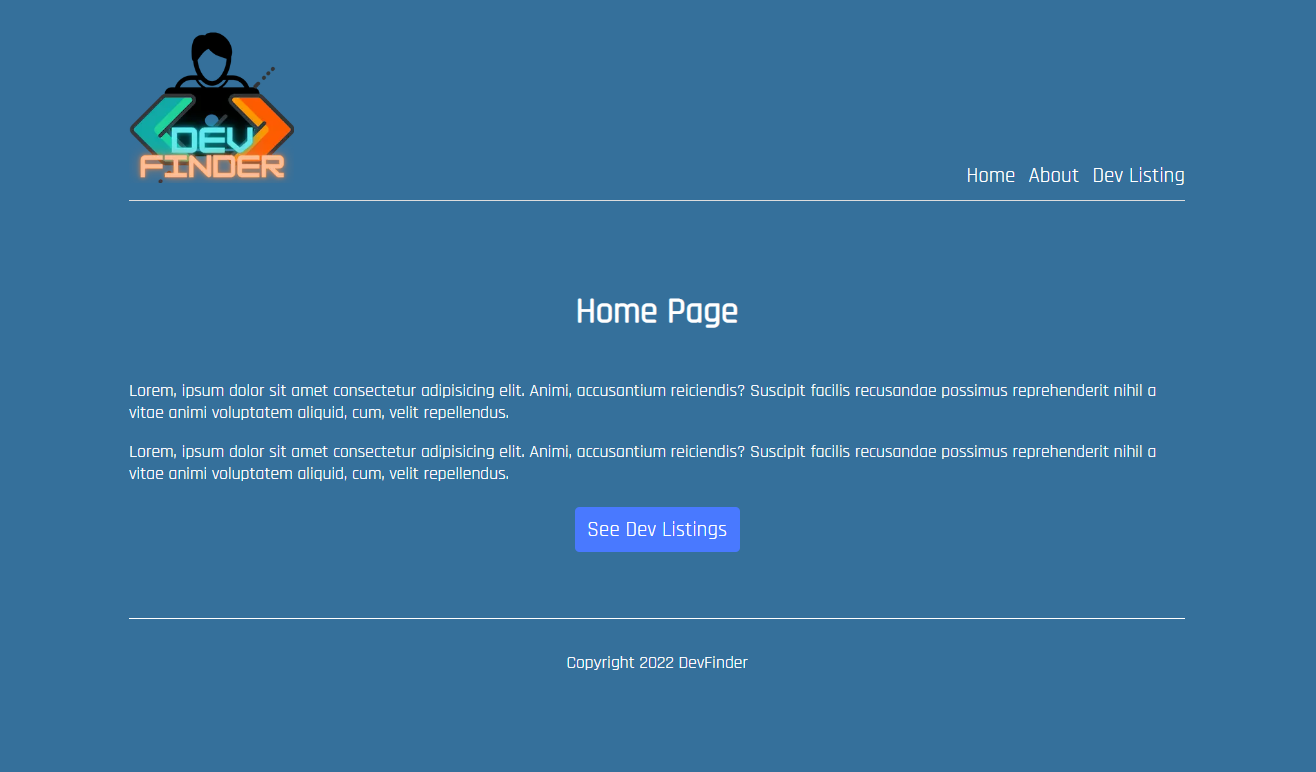 DEV
FINDER
Home About Dev Listing
Home Page
Lorem, ipsum dolor sit amet consectetur adipisicing elit. Animi, accusantium reiciendis? Suscipit facilis recusandae possimus reprehenderit nihil a
vitae animi voluptatem aliquid, cum, velit repellendus.
Lorem, ipsum dolor sit amet consectetur adipisicing elit. Animi, accusantium reiciendis? Suscipit facilis recusandae possimus reprehenderit nihil a
vitae animi voluptatem aliquid, cum, velit repellendus.
See Dev Listings
Copyright 2022 DevFinder